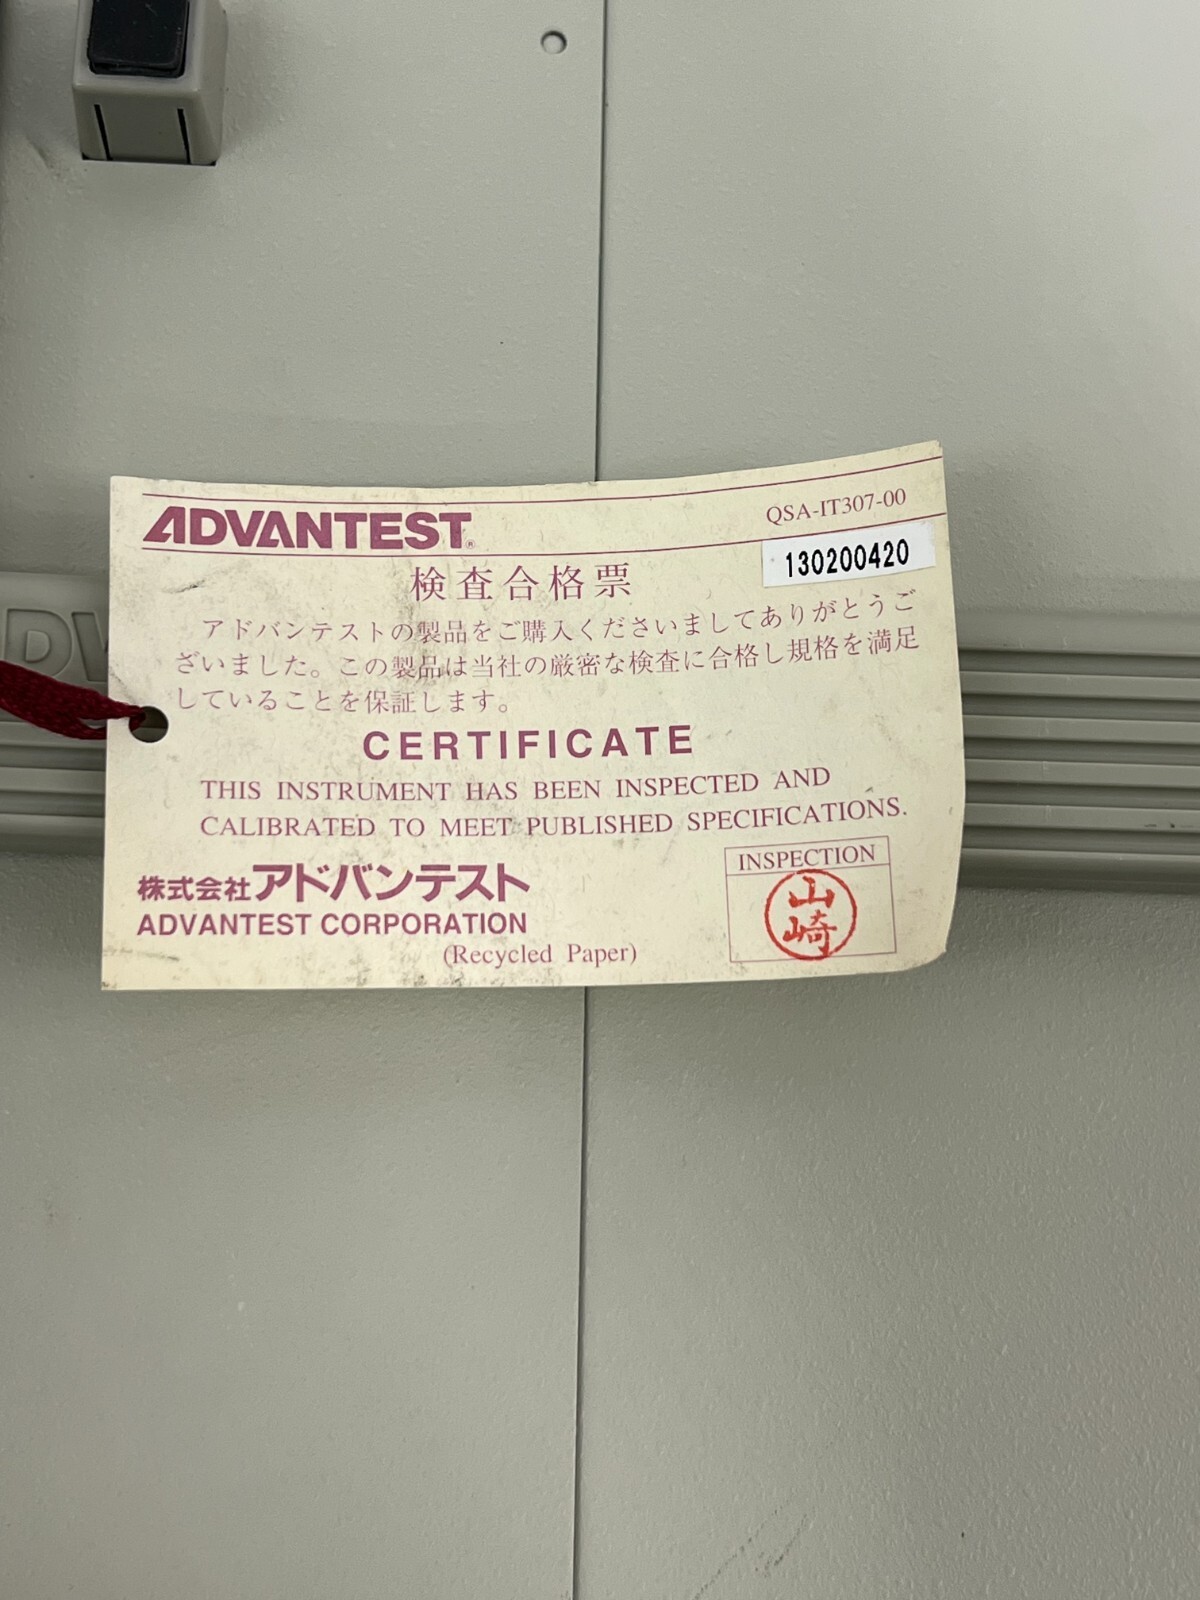 ADVANTEST®
QSA-IT307-00
130200420
検査合格票
アドバンテストの製品をご購入くださいましてありがとうご
ざいました。この製品は当社の厳密な検査に合格し規格を満足
していることを保証します。
CERTIFICATE
THIS INSTRUMENT HAS BEEN INSPECTED AND
CALIBRATED TO MEET PUBLISHED SPECIFICATIONS.
株式会社アドバンテスト
ADVANTEST CORPORATION
(Recycled Paper)
INSPECTION
山
崎
DV